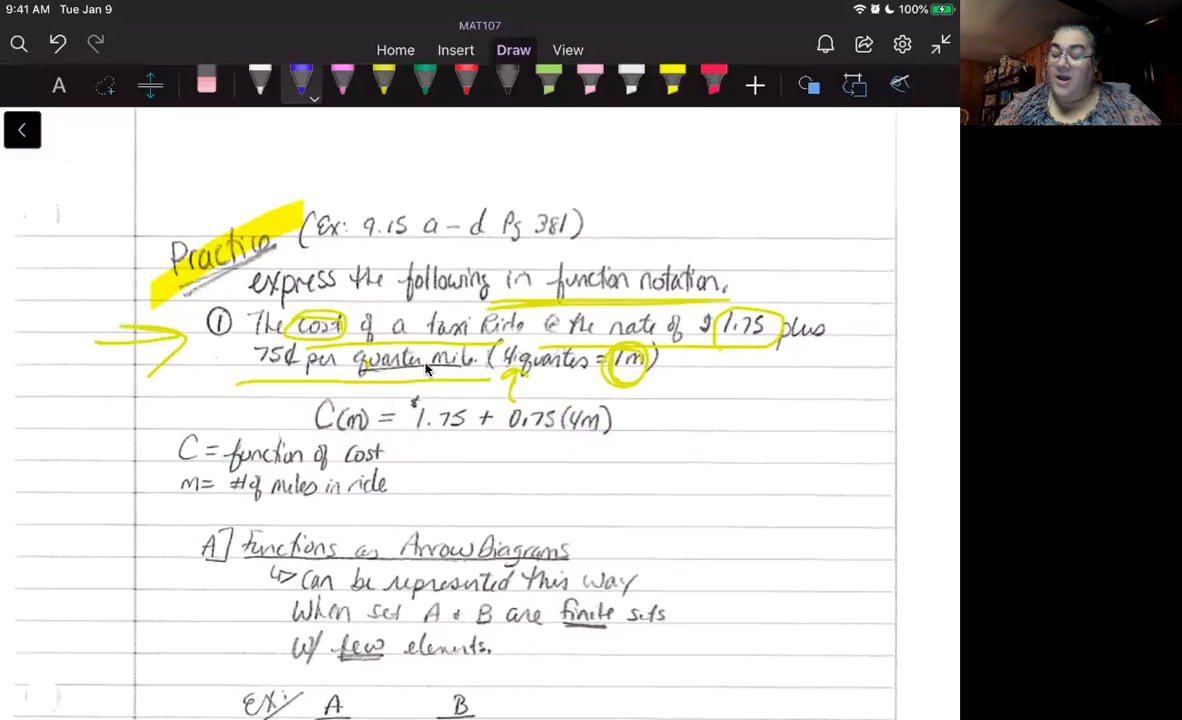 9:41 AM Tue Jan 9
100%
MAT107
Home Insert Draw View
A
Practice (Ex: 9.15 a - d Pg 381)
express the following in function notation.
① The cost of a taxi Ride @ the rate of $1.75 plus
75¢ per quarter mile. (4 quartes = 1m)
C(m) = $1.75 + 0.75(4m)
C = function of cost
m = # of miles in ride
A] Functions as Arrow Diagrams
↳ can be represented this way
When set A & B are finite sets
w/ few elements.
Ex:/ A B